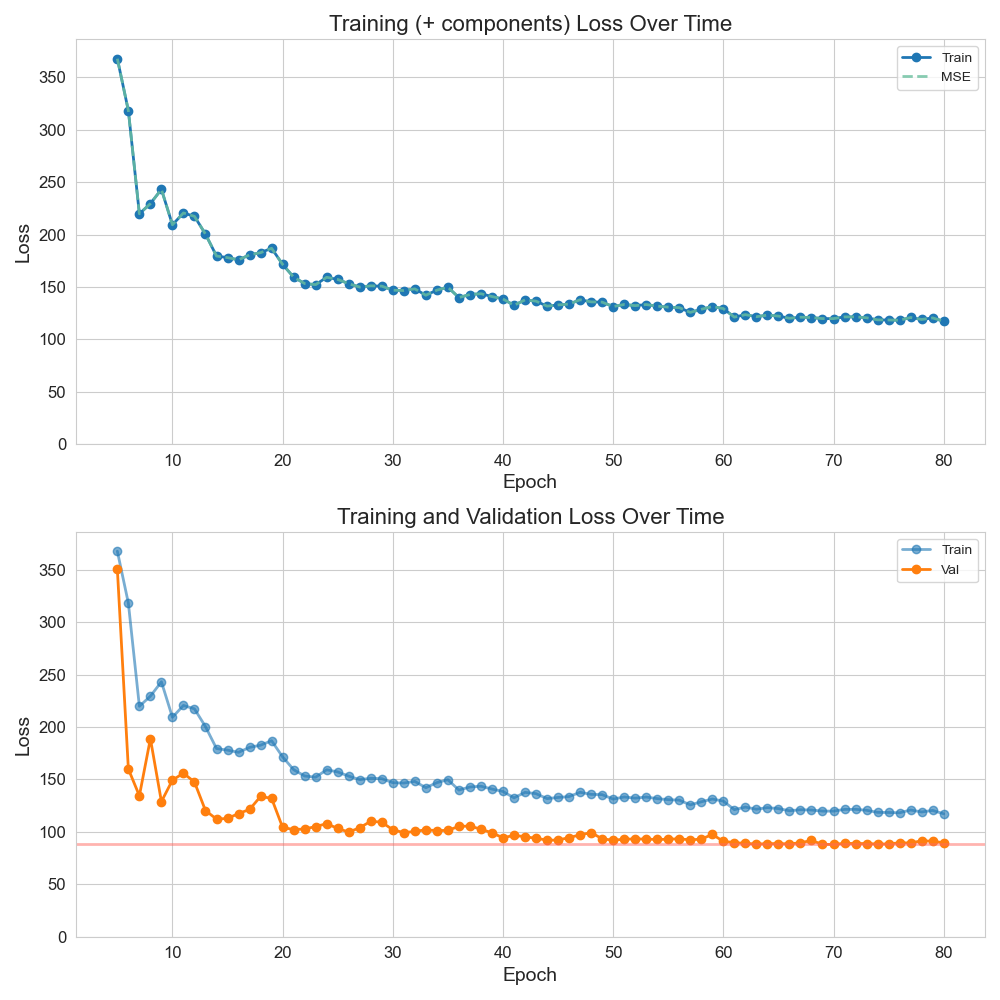 Training (+ components) Loss Over Time
Train
MSE
Loss
350
300
250
200
150
100
50
0
10 20 30 40 50 60 70 80
Epoch
Training and Validation Loss Over Time
Train
Val
Loss
350
300
250
200
150
100
50
0
10 20 30 40 50 60 70 80
Epoch